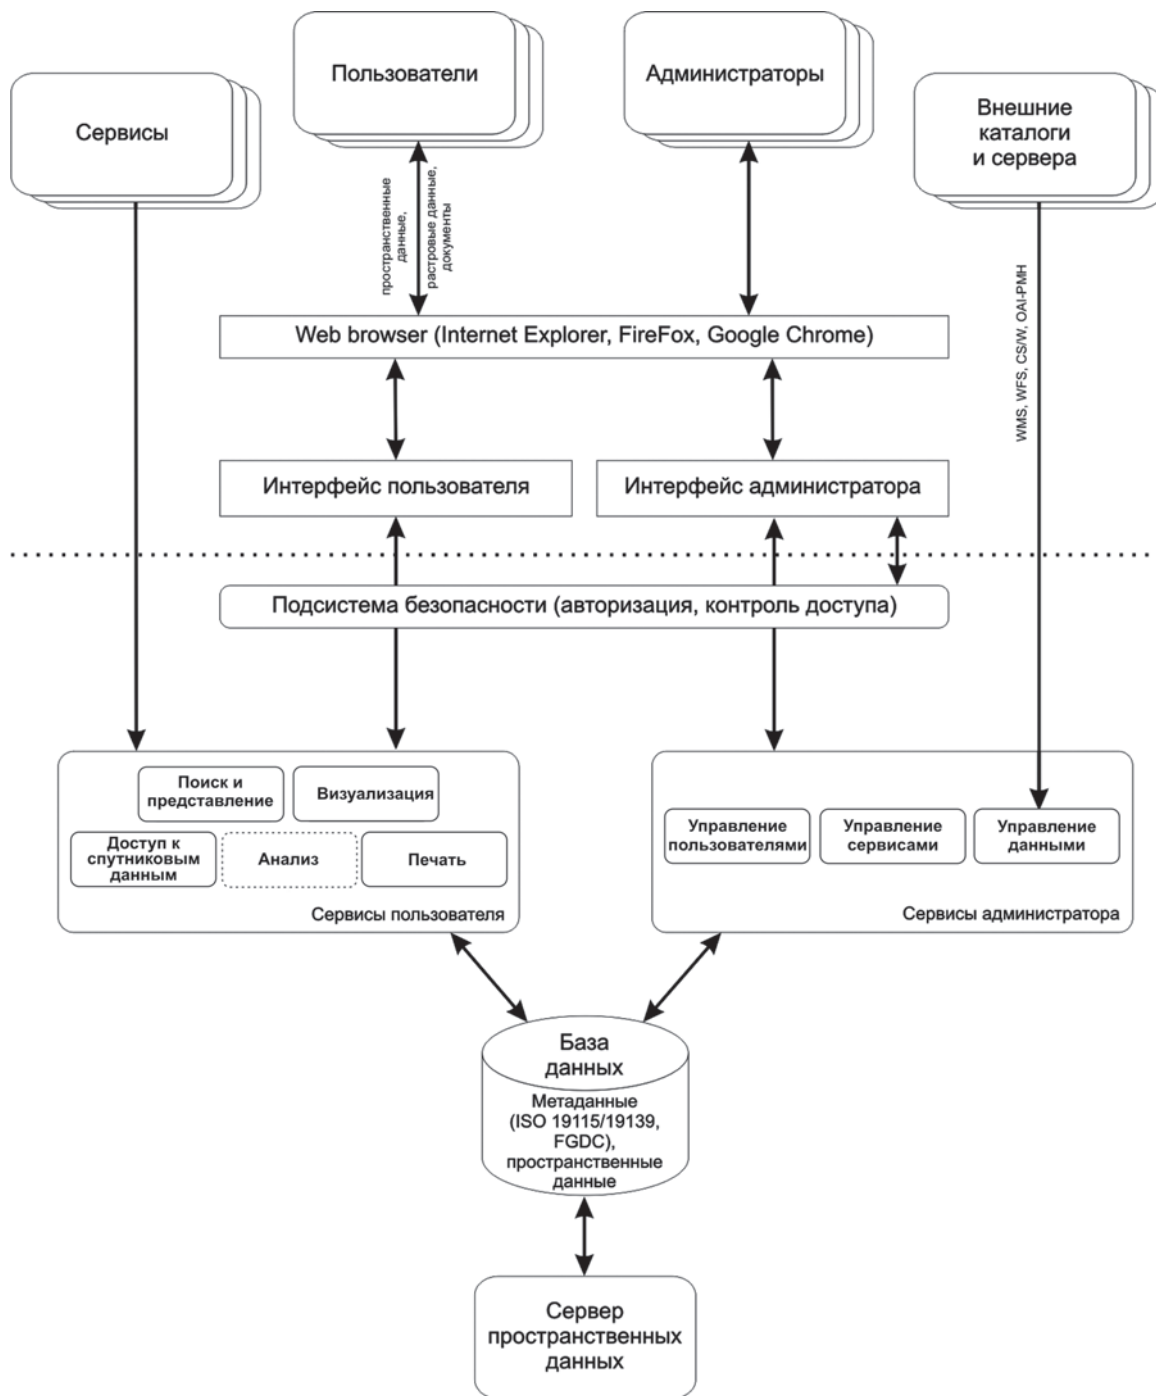 Пользователи
Администраторы
Сервисы
Внешние
каталоги
и сервера
пространственные
данные,
растровые данные,
документы
WMS, WFS, CS/W, OAI-PMH
Web browser (Internet Explorer, FireFox, Google Chrome)
Интерфейс пользователя
Интерфейс администратора
Подсистема безопасности (авторизация, контроль доступа)
Поиск и
представление
Визуализация
Доступ к
спутниковым
данным
Анализ
Печать
Сервисы пользователя
Управление
пользователями
Управление
сервисами
Управление
данными
Сервисы администратора
База
данных
Метаданные
(ISO 19115/19139,
FGDC),
пространственные
данные
Сервер
пространственных
данных